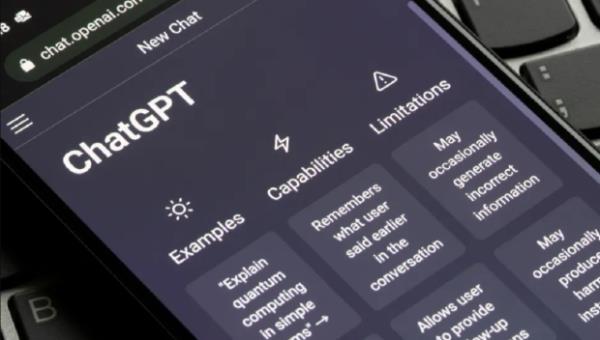 chat.openai.com
New Chat
ChatGPT
Examples
"Explain
quantum
computing
in simple
Capabilities
Remembers
what user
said earlier
in the
conversation
Allows user
to provide
Limitations
May
occasionally
generate
incorrect
information
May
occasionally
B